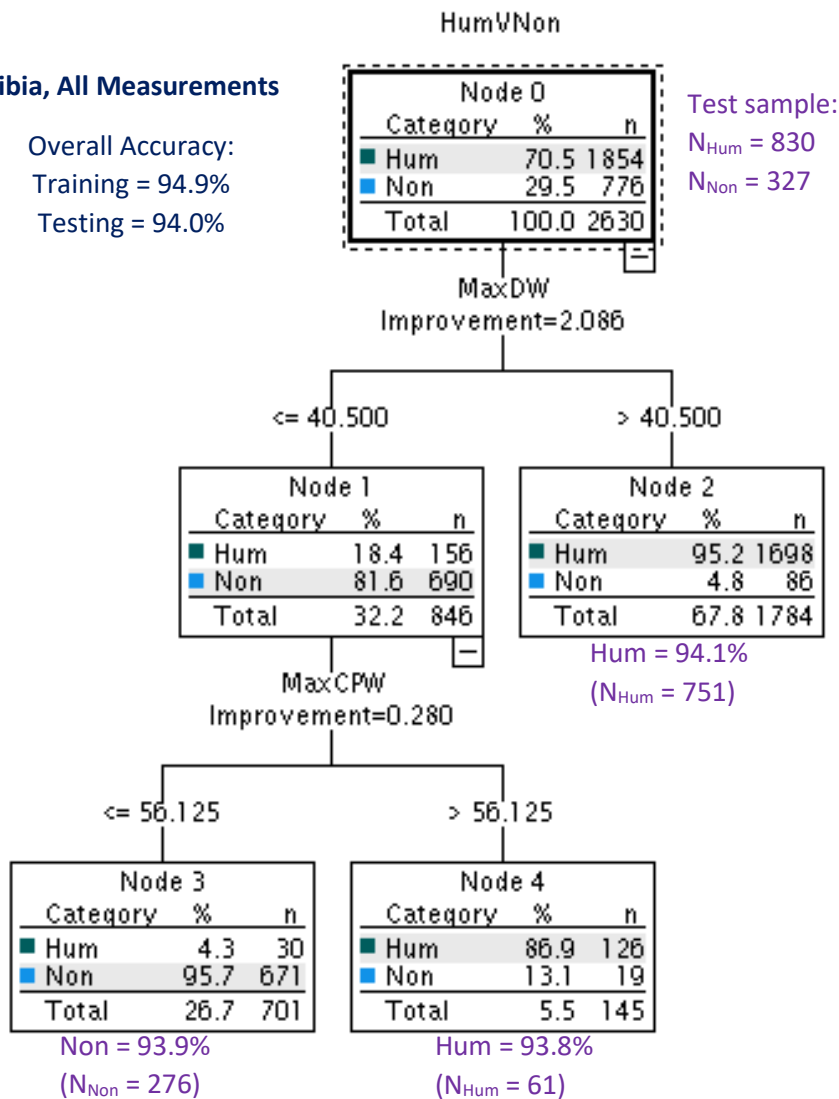 HumVNon
ibia, All Measurements
Overall Accuracy:
Training = 94.9%
Testing = 94.0%
Node 0
Category % n
Hum 70.5 1854
Non 29.5 776
Total 100.0 2630
Test sample:
NHum = 830
NNon = 327
MaxDW
Improvement=2.086
<= 40.500
> 40.500
Node 1
Category % n
Hum 18.4 156
Non 81.6 690
Total 32.2 846
Node 2
Category % n
Hum 95.2 1698
Non 4.8 86
Total 67.8 1784
Hum = 94.1%
(NHum = 751)
MaxCPW
Improvement=0.280
<= 56.125
> 56.125
Node 3
Category % n
Hum 4.3 30
Non 95.7 671
Total 26.7 701
Node 4
Category % n
Hum 86.9 126
Non 13.1 19
Total 5.5 145
Non = 93.9%
(NNon = 276)
Hum = 93.8%
(NHum = 61)